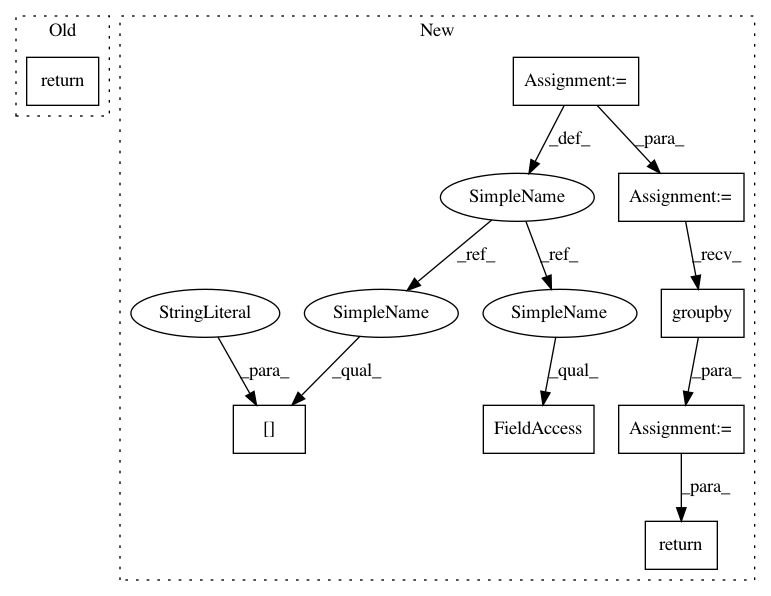 Old
New
return
Assignment:=
_def_
_para_
SimpleName
Assignment:=
_ref_
_ref_
_recv_
StringLiteral
SimpleName
SimpleName
groupby
_para_
_qual_
_qual_
_para_
[]
FieldAccess
Assignment:=
_para_
return